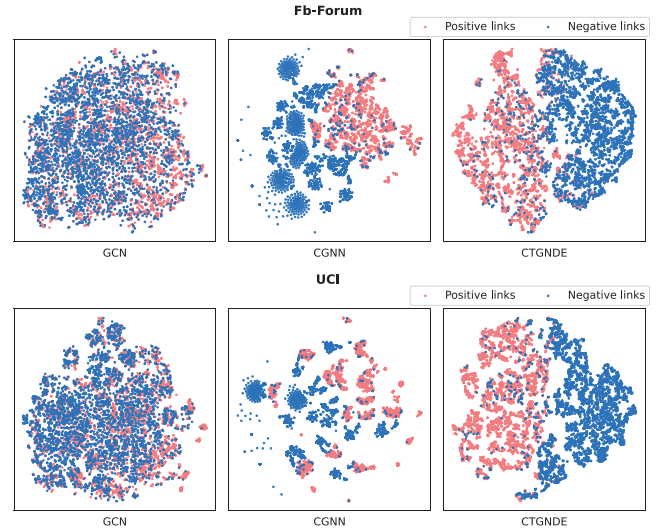 Fb-Forum
Positive links Negative links
GCN CGNN CTGNDE
UCI
Positive links Negative links
GCN CGNN CTGNDE